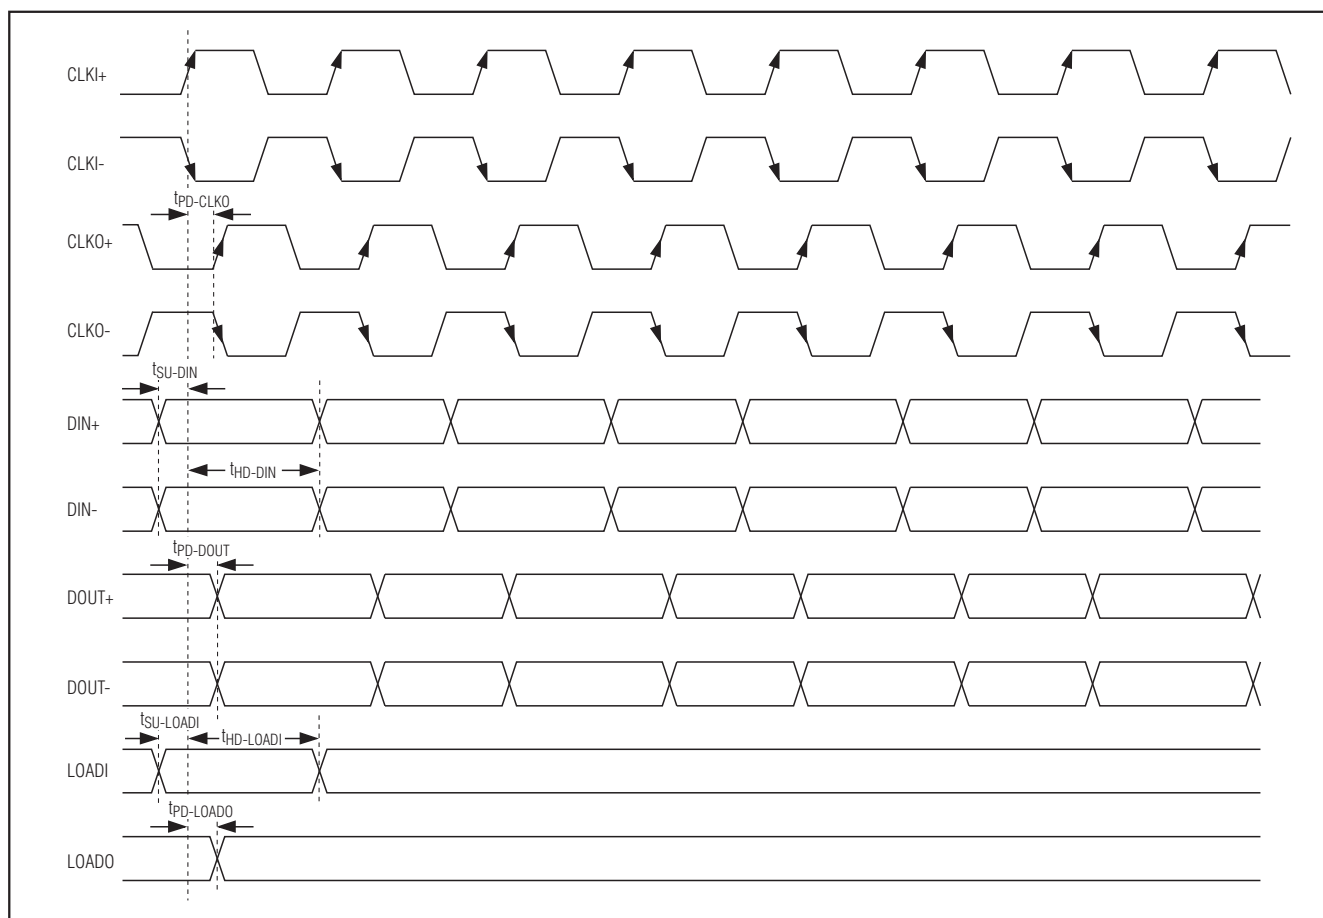 CLKI+
CLKI-
tPD-CLKO
CLKO+
CLKO-
tSU-DIN
DIN+
tHD-DIN
DIN-
tPD-DOUT
DOUT+
DOUT-
tSU-LOADI
tHD-LOADI
LOADI
tPD-LOADO
LOADO